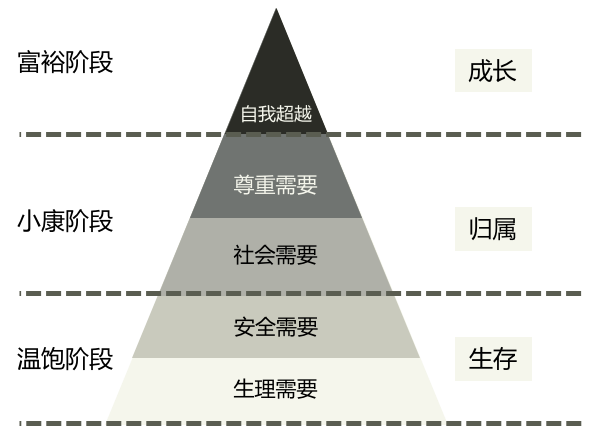 富裕阶段
成长
自我超越
尊重需要
小康阶段
归属
社会需要
安全需要
温饱阶段
生存
生理需要